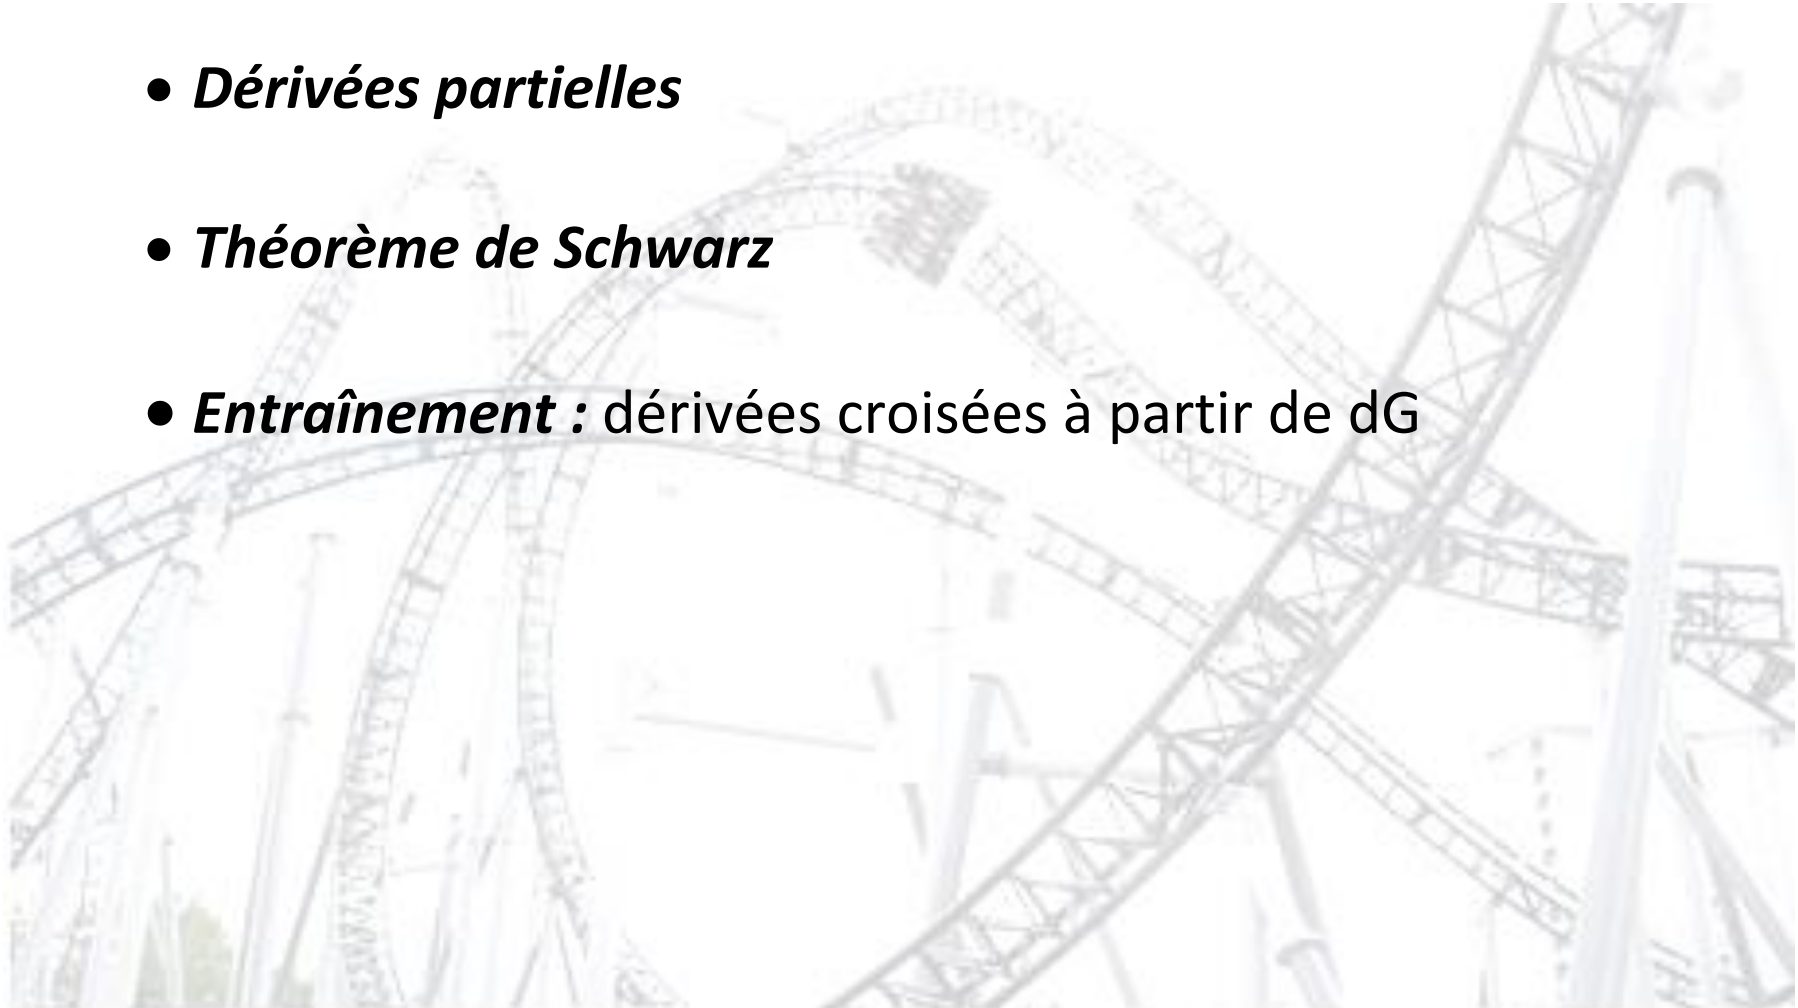 • Dérivées partielles
• Théorème de Schwarz
• Entraînement : dérivées croisées à partir de dG